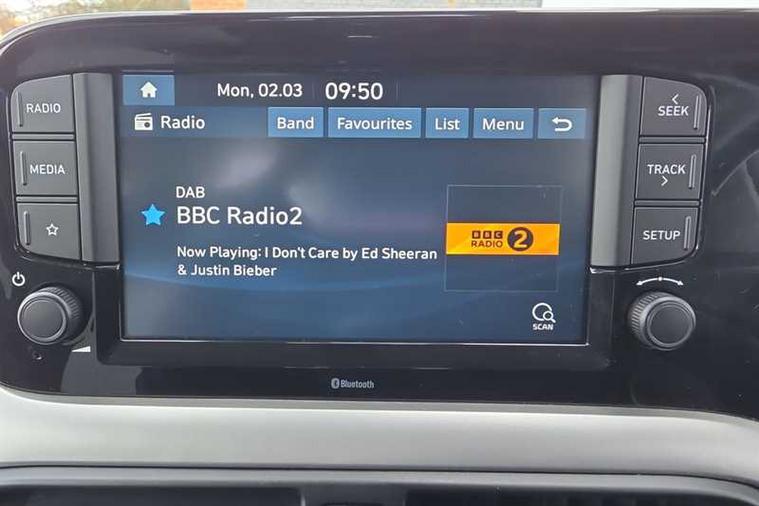 Mon, 02.03 09:50
Radio Band Favourites List Menu
RADIO
MEDIA
SEEK
TRACK
SETUP
DAB
BBC Radio2
Now Playing: I Don't Care by Ed Sheeran
& Justin Bieber
BBC
RADIO 2
SCAN
Bluetooth